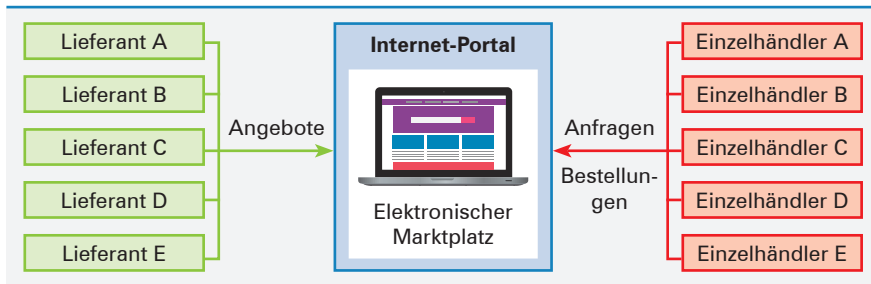 Lieferant A
Lieferant B
Lieferant C
Lieferant D
Lieferant E
Angebote
Internet-Portal
Elektronischer
Marktplatz
Anfragen
Bestellun-
gen
Einzelhändler A
Einzelhändler B
Einzelhändler C
Einzelhändler D
Einzelhändler E